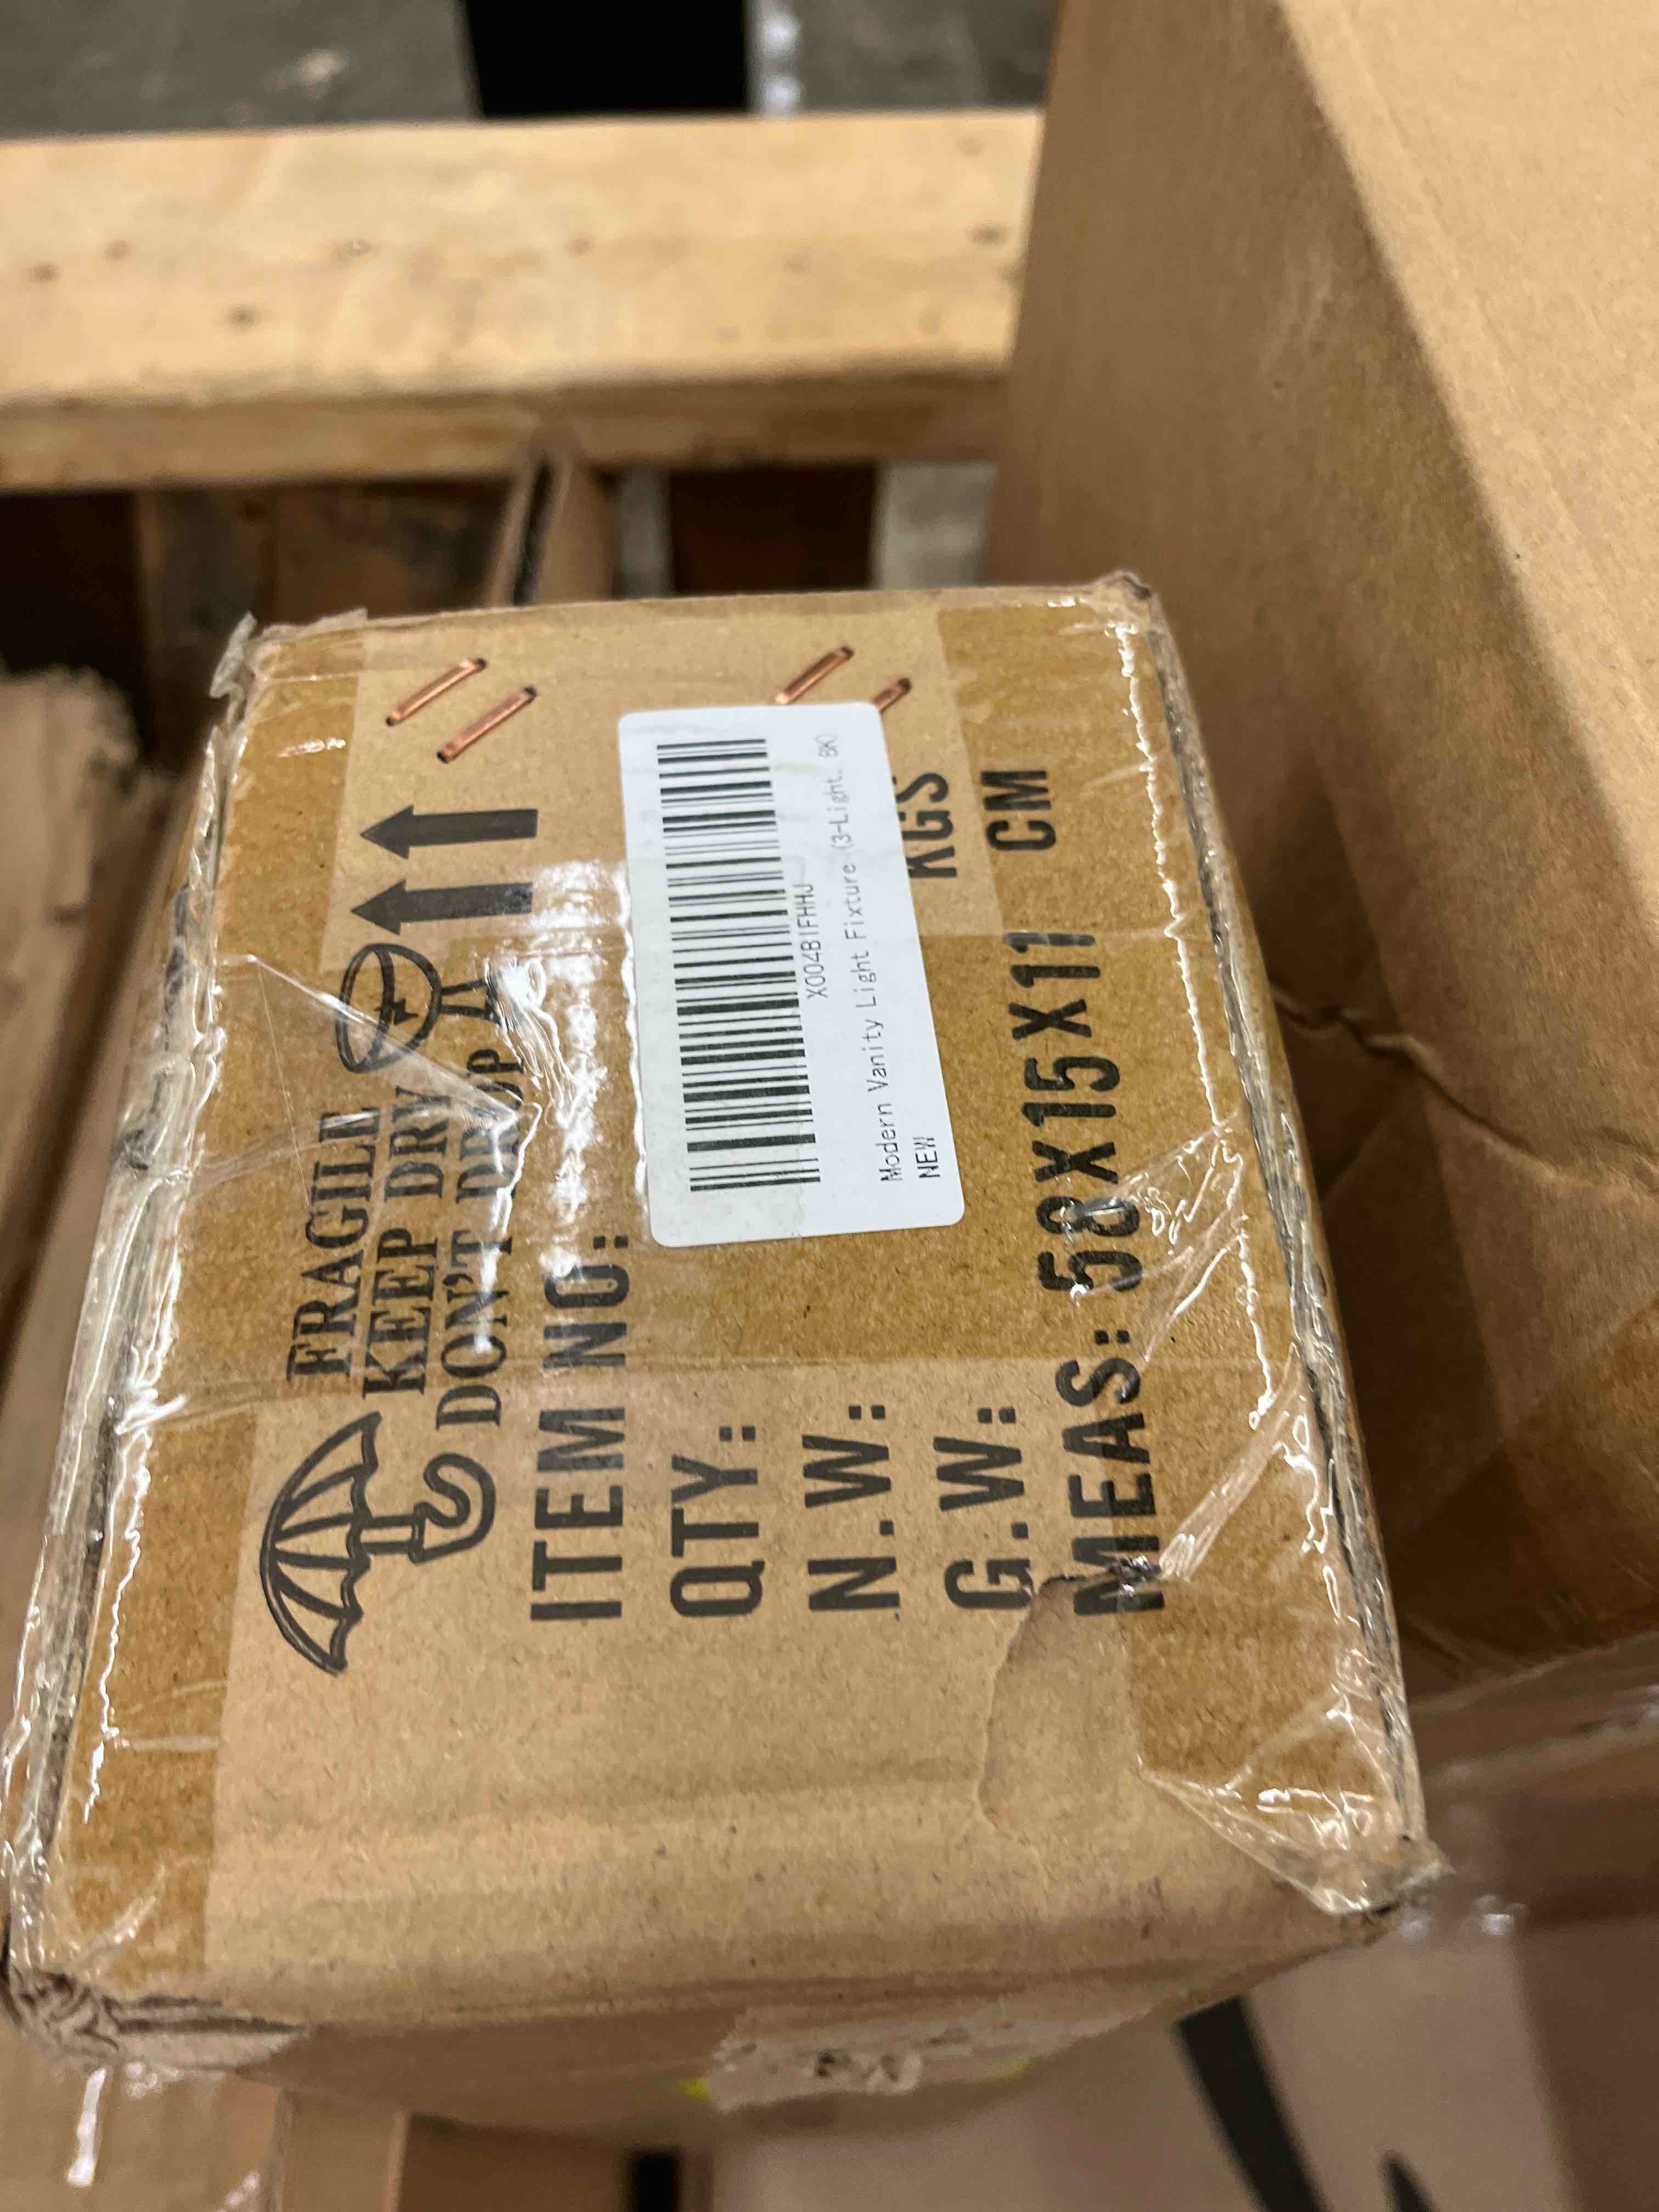 FRAGILE
KEEP DRY
DON'T DROP
ITEM NO:
QTY:
N.W:
G.W: KGS
MEAS: 58X15X11 CM
X004BIFHHJ
Modern Vanity Light Fixture (3-Light, BK)
NEW